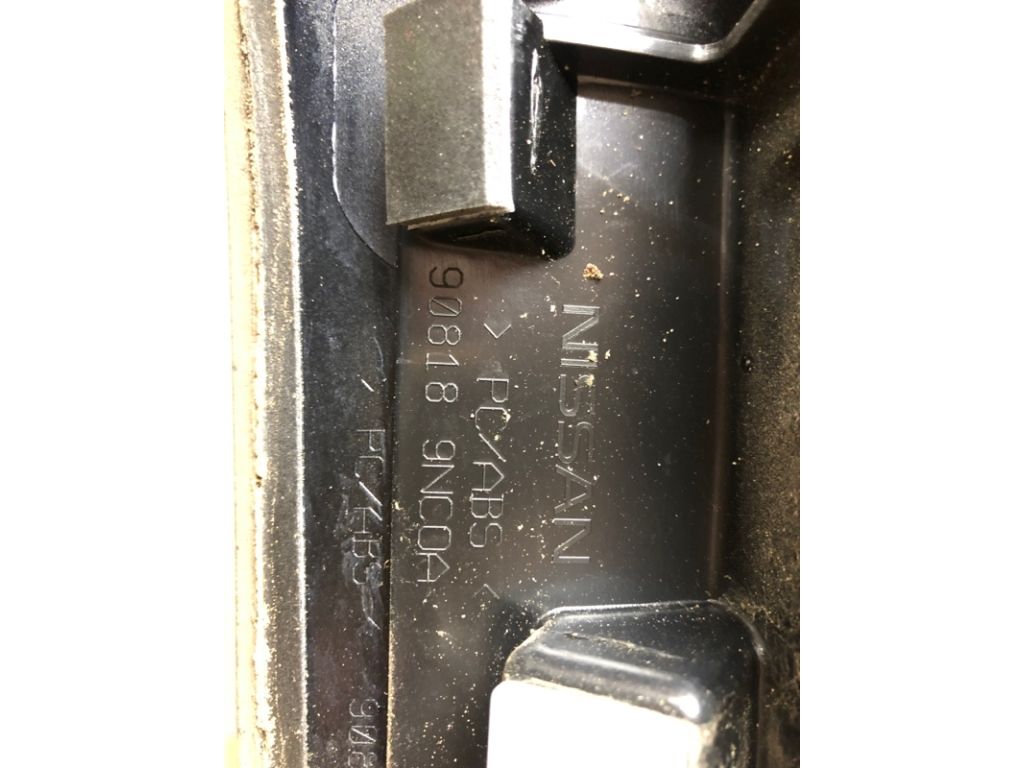 NISSAN
> PC/ABS <
90818 9NC0A